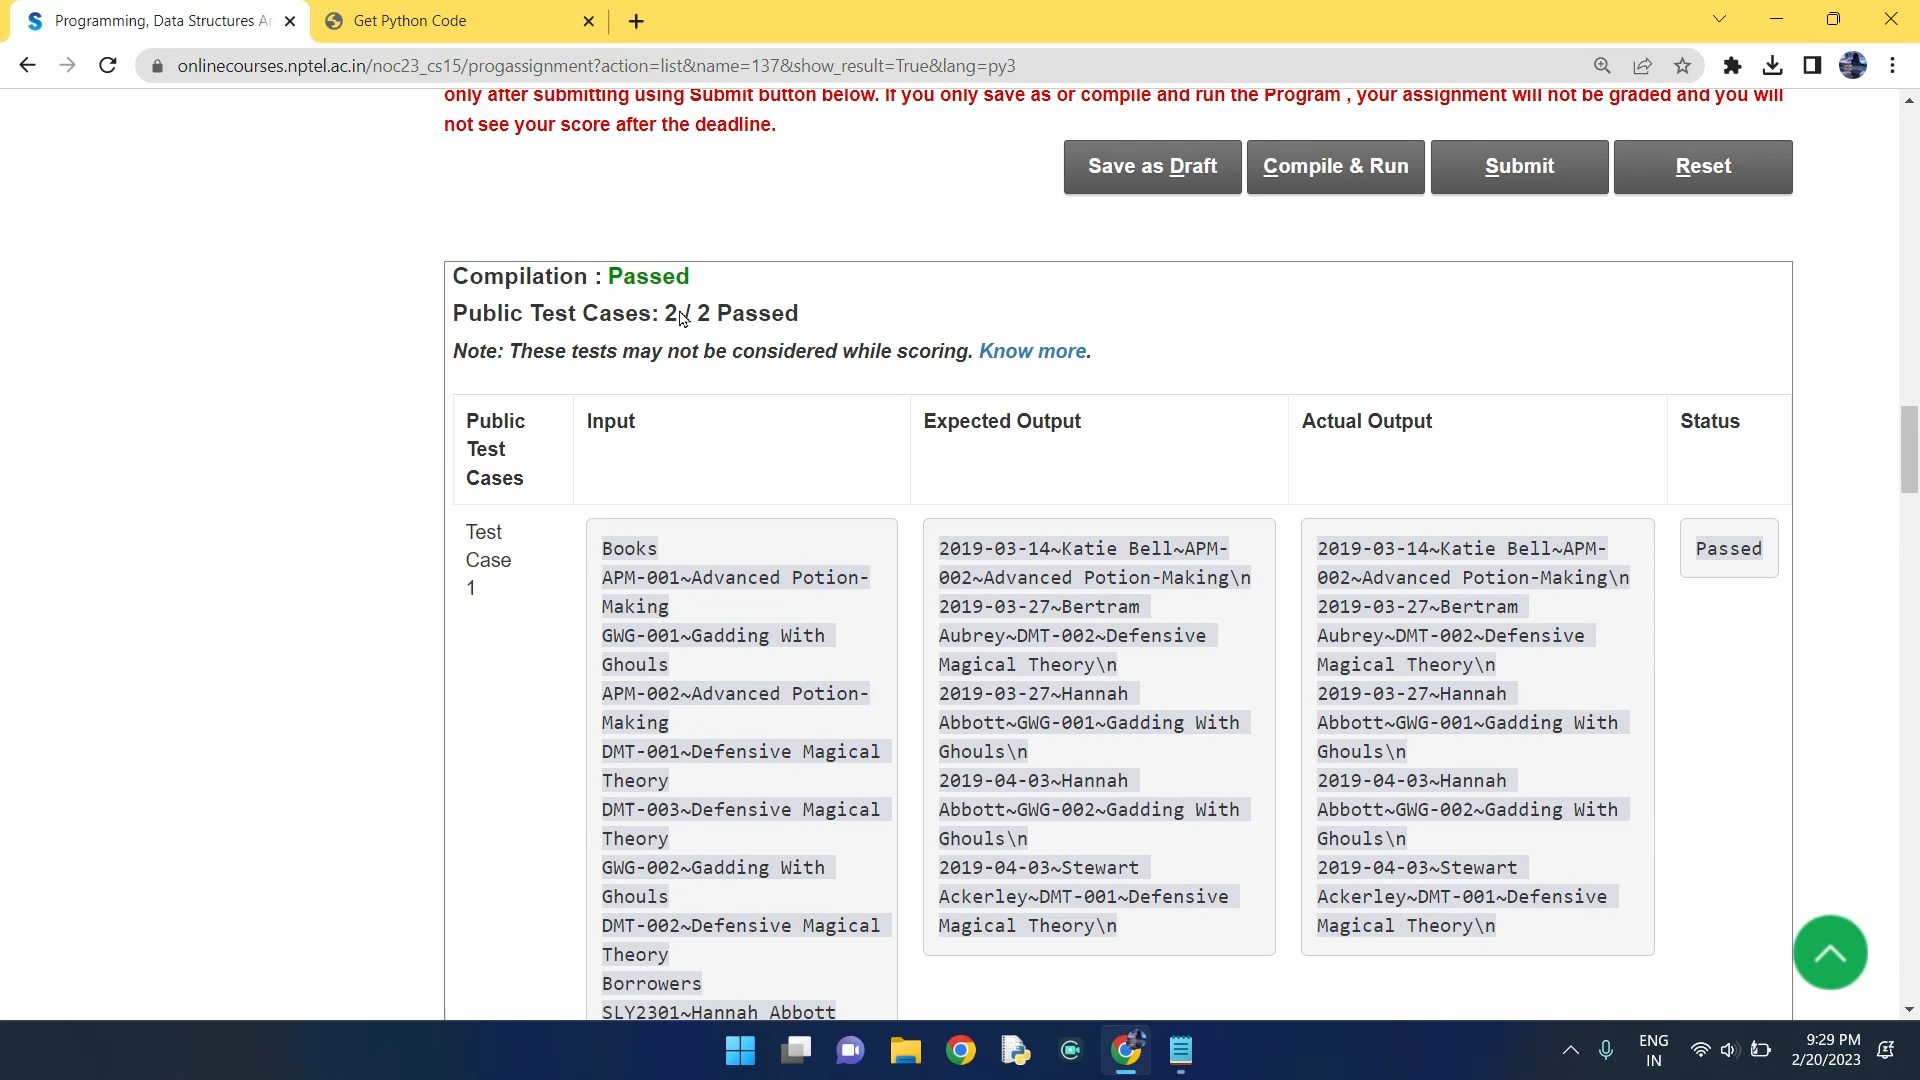 Programming, Data Structures Ar
Get Python Code
onlinecourses.nptel.ac.in/noc23_cs15/progassignment?action=list&name=137&show_result=True&lang=py3
only after submitting using Submit button below. If you only save as or compile and run the Program , your assignment will not be graded and you will
not see your score after the deadline.
Save as Draft
Compile & Run
Submit
Reset
Compilation : Passed
Public Test Cases: 2 / 2 Passed
Note: These tests may not be considered while scoring. Know more.
Public
Test
Cases
Input
Expected Output
Actual Output
Status
Test
Case
1
Books
APM-001~Advanced Potion-
Making
GWG-001~Gadding With
Ghouls
APM-002~Advanced Potion-
Making
DMT-001~Defensive Magical
Theory
DMT-003~Defensive Magical
Theory
GWG-002~Gadding With
Ghouls
DMT-002~Defensive Magical
Theory
Borrowers
SLY2301~Hannah Abbott
2019-03-14~Katie Bell~APM-
002~Advanced Potion-Making\n
2019-03-27~Bertram
Aubrey~DMT-002~Defensive
Magical Theory\n
2019-03-27~Hannah
Abbott~GWG-001~Gadding With
Ghouls\n
2019-04-03~Hannah
Abbott~GWG-002~Gadding With
Ghouls\n
2019-04-03~Stewart
Ackerley~DMT-001~Defensive
Magical Theory\n
2019-03-14~Katie Bell~APM-
002~Advanced Potion-Making\n
2019-03-27~Bertram
Aubrey~DMT-002~Defensive
Magical Theory\n
2019-03-27~Hannah
Abbott~GWG-001~Gadding With
Ghouls\n
2019-04-03~Hannah
Abbott~GWG-002~Gadding With
Ghouls\n
2019-04-03~Stewart
Ackerley~DMT-001~Defensive
Magical Theory\n
Passed
ENG
IN
9:29 PM
2/20/2023